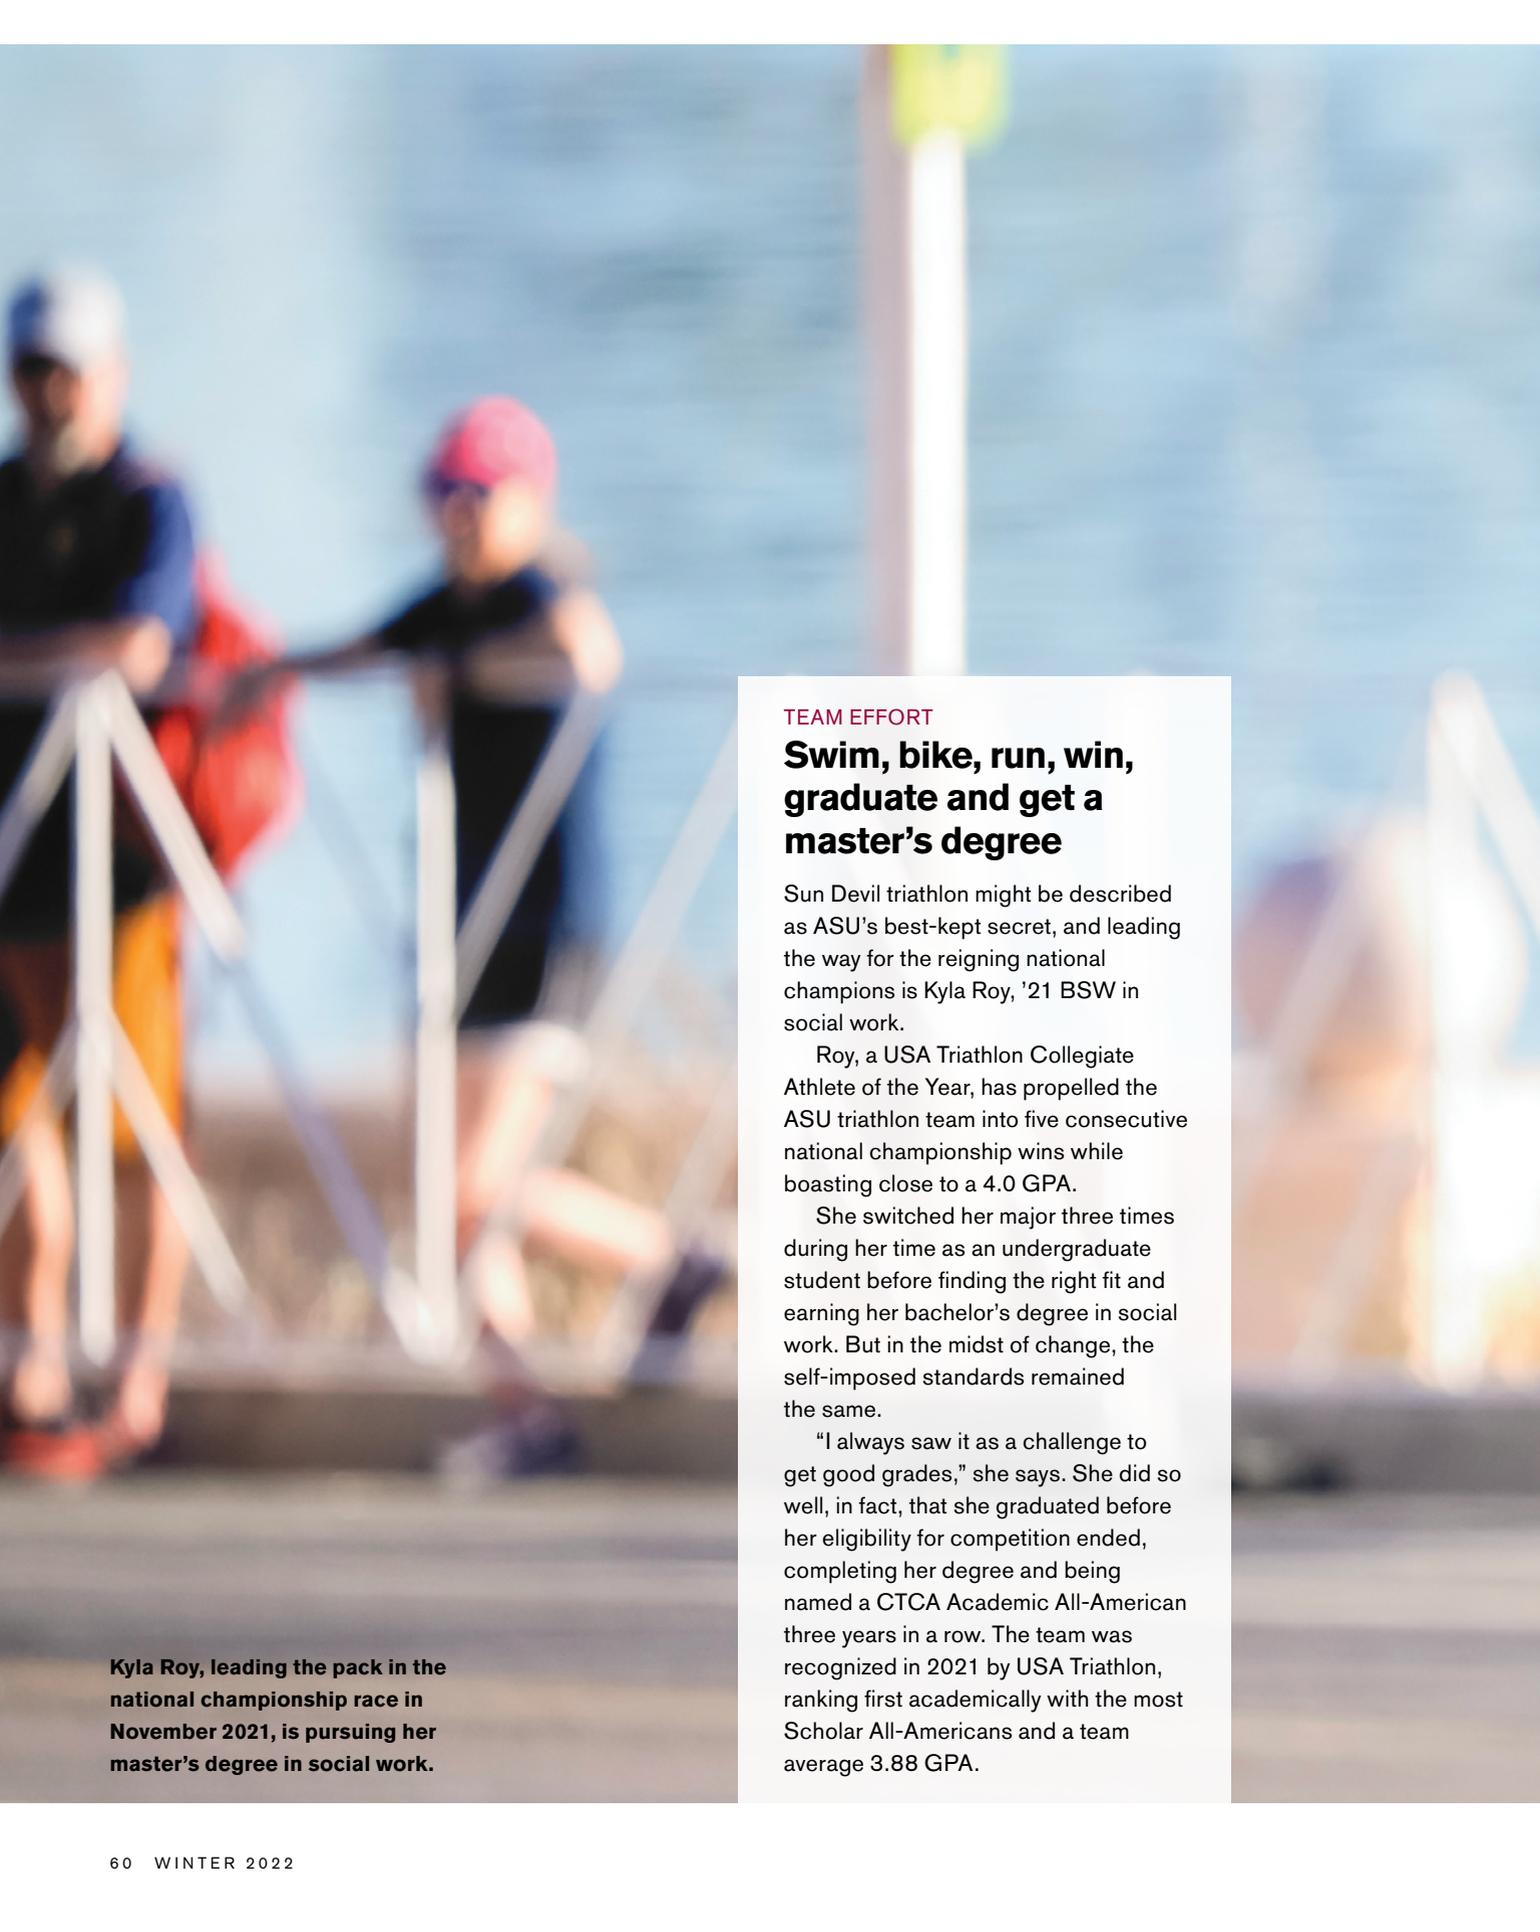 TEAM EFFORT
Swim, bike, run, win,
graduate and get a
master’s degree
Sun Devil triathlon might be described
as ASU’s best-kept secret, and leading
the way for the reigning national
champions is Kyla Roy, ’21 BSW in
social work.
Roy, a USA Triathlon Collegiate
Athlete of the Year, has propelled the
ASU triathlon team into five consecutive
national championship wins while
boasting close to a 4.0 GPA.
She switched her major three times
during her time as an undergraduate
student before finding the right fit and
earning her bachelor’s degree in social
work. But in the midst of change, the
self-imposed standards remained
the same.
“I always saw it as a challenge to
get good grades,” she says. She did so
well, in fact, that she graduated before
her eligibility for competition ended,
completing her degree and being
named a CTCA Academic All-American
three years in a row. The team was
recognized in 2021 by USA Triathlon,
ranking first academically with the most
Scholar All-Americans and a team
average 3.88 GPA.
Kyla Roy, leading the pack in the
national championship race in
November 2021, is pursuing her
master’s degree in social work.
60 WINTER 2022